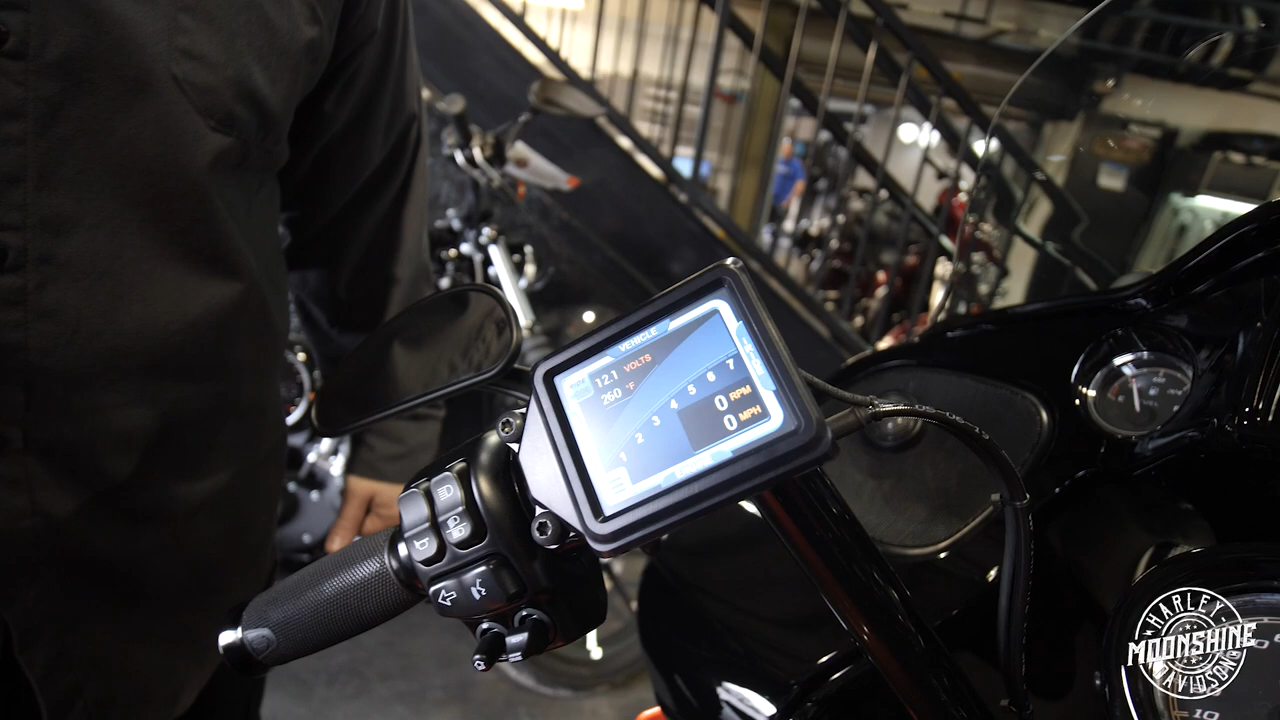 VEHICLE
12.1 VOLTS
260 °F
1 2 3 4 5 6 7
0 RPM
0 MPH
HARLEY
MOONSHINE
DAVIDSON
10